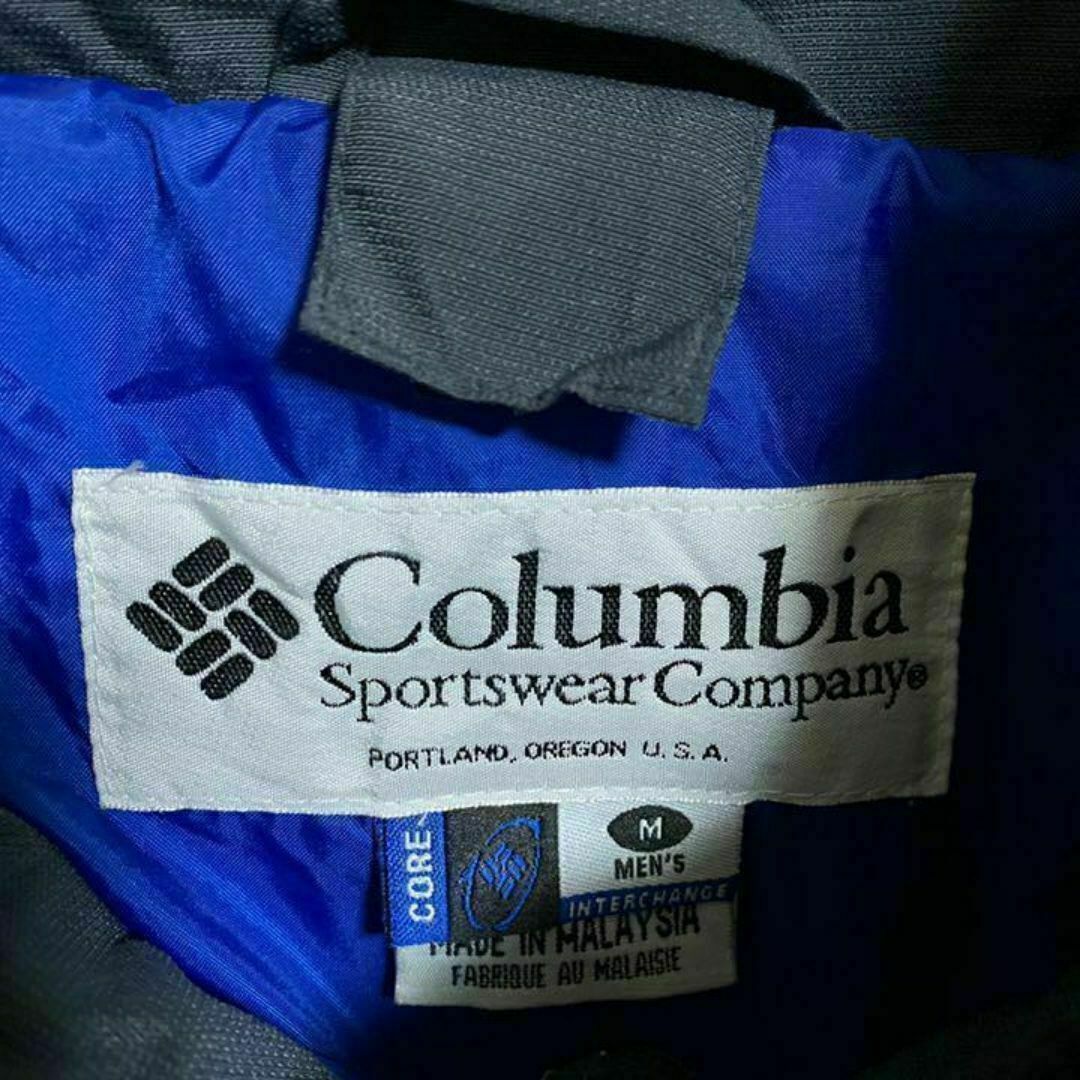 Columbia
Sportswear Company®
PORTLAND, OREGON U.S.A.
CORE
M
MEN'S
INTERCHANGE
MADE IN MALAYSIA
FABRIQUE AU MALAISIE